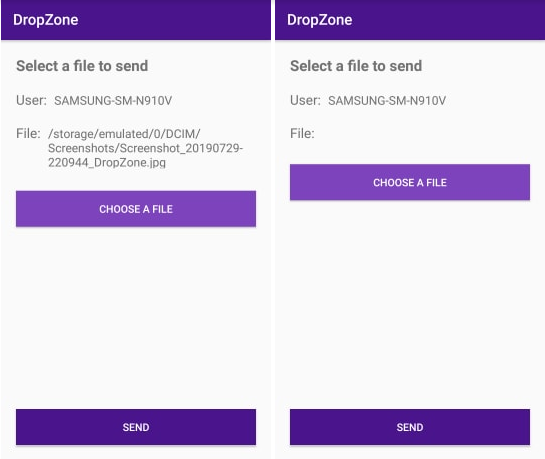 DropZone
Select a file to send
User: SAMSUNG-SM-N910V
File: /storage/emulated/0/DCIM/
Screenshots/Screenshot_20190729-
220944_DropZone.jpg
CHOOSE A FILE
SEND
DropZone
Select a file to send
User: SAMSUNG-SM-N910V
File:
CHOOSE A FILE
SEND